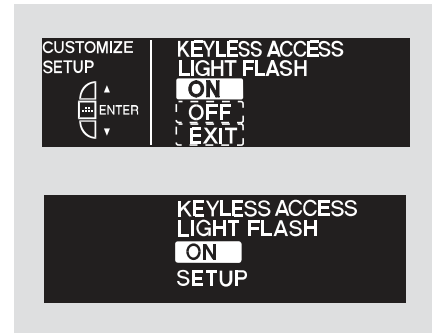 CUSTOMIZE
SETUP
ENTER
KEYLESS ACCESS
LIGHT FLASH
ON
OFF
EXIT
KEYLESS ACCESS
LIGHT FLASH
ON
SETUP